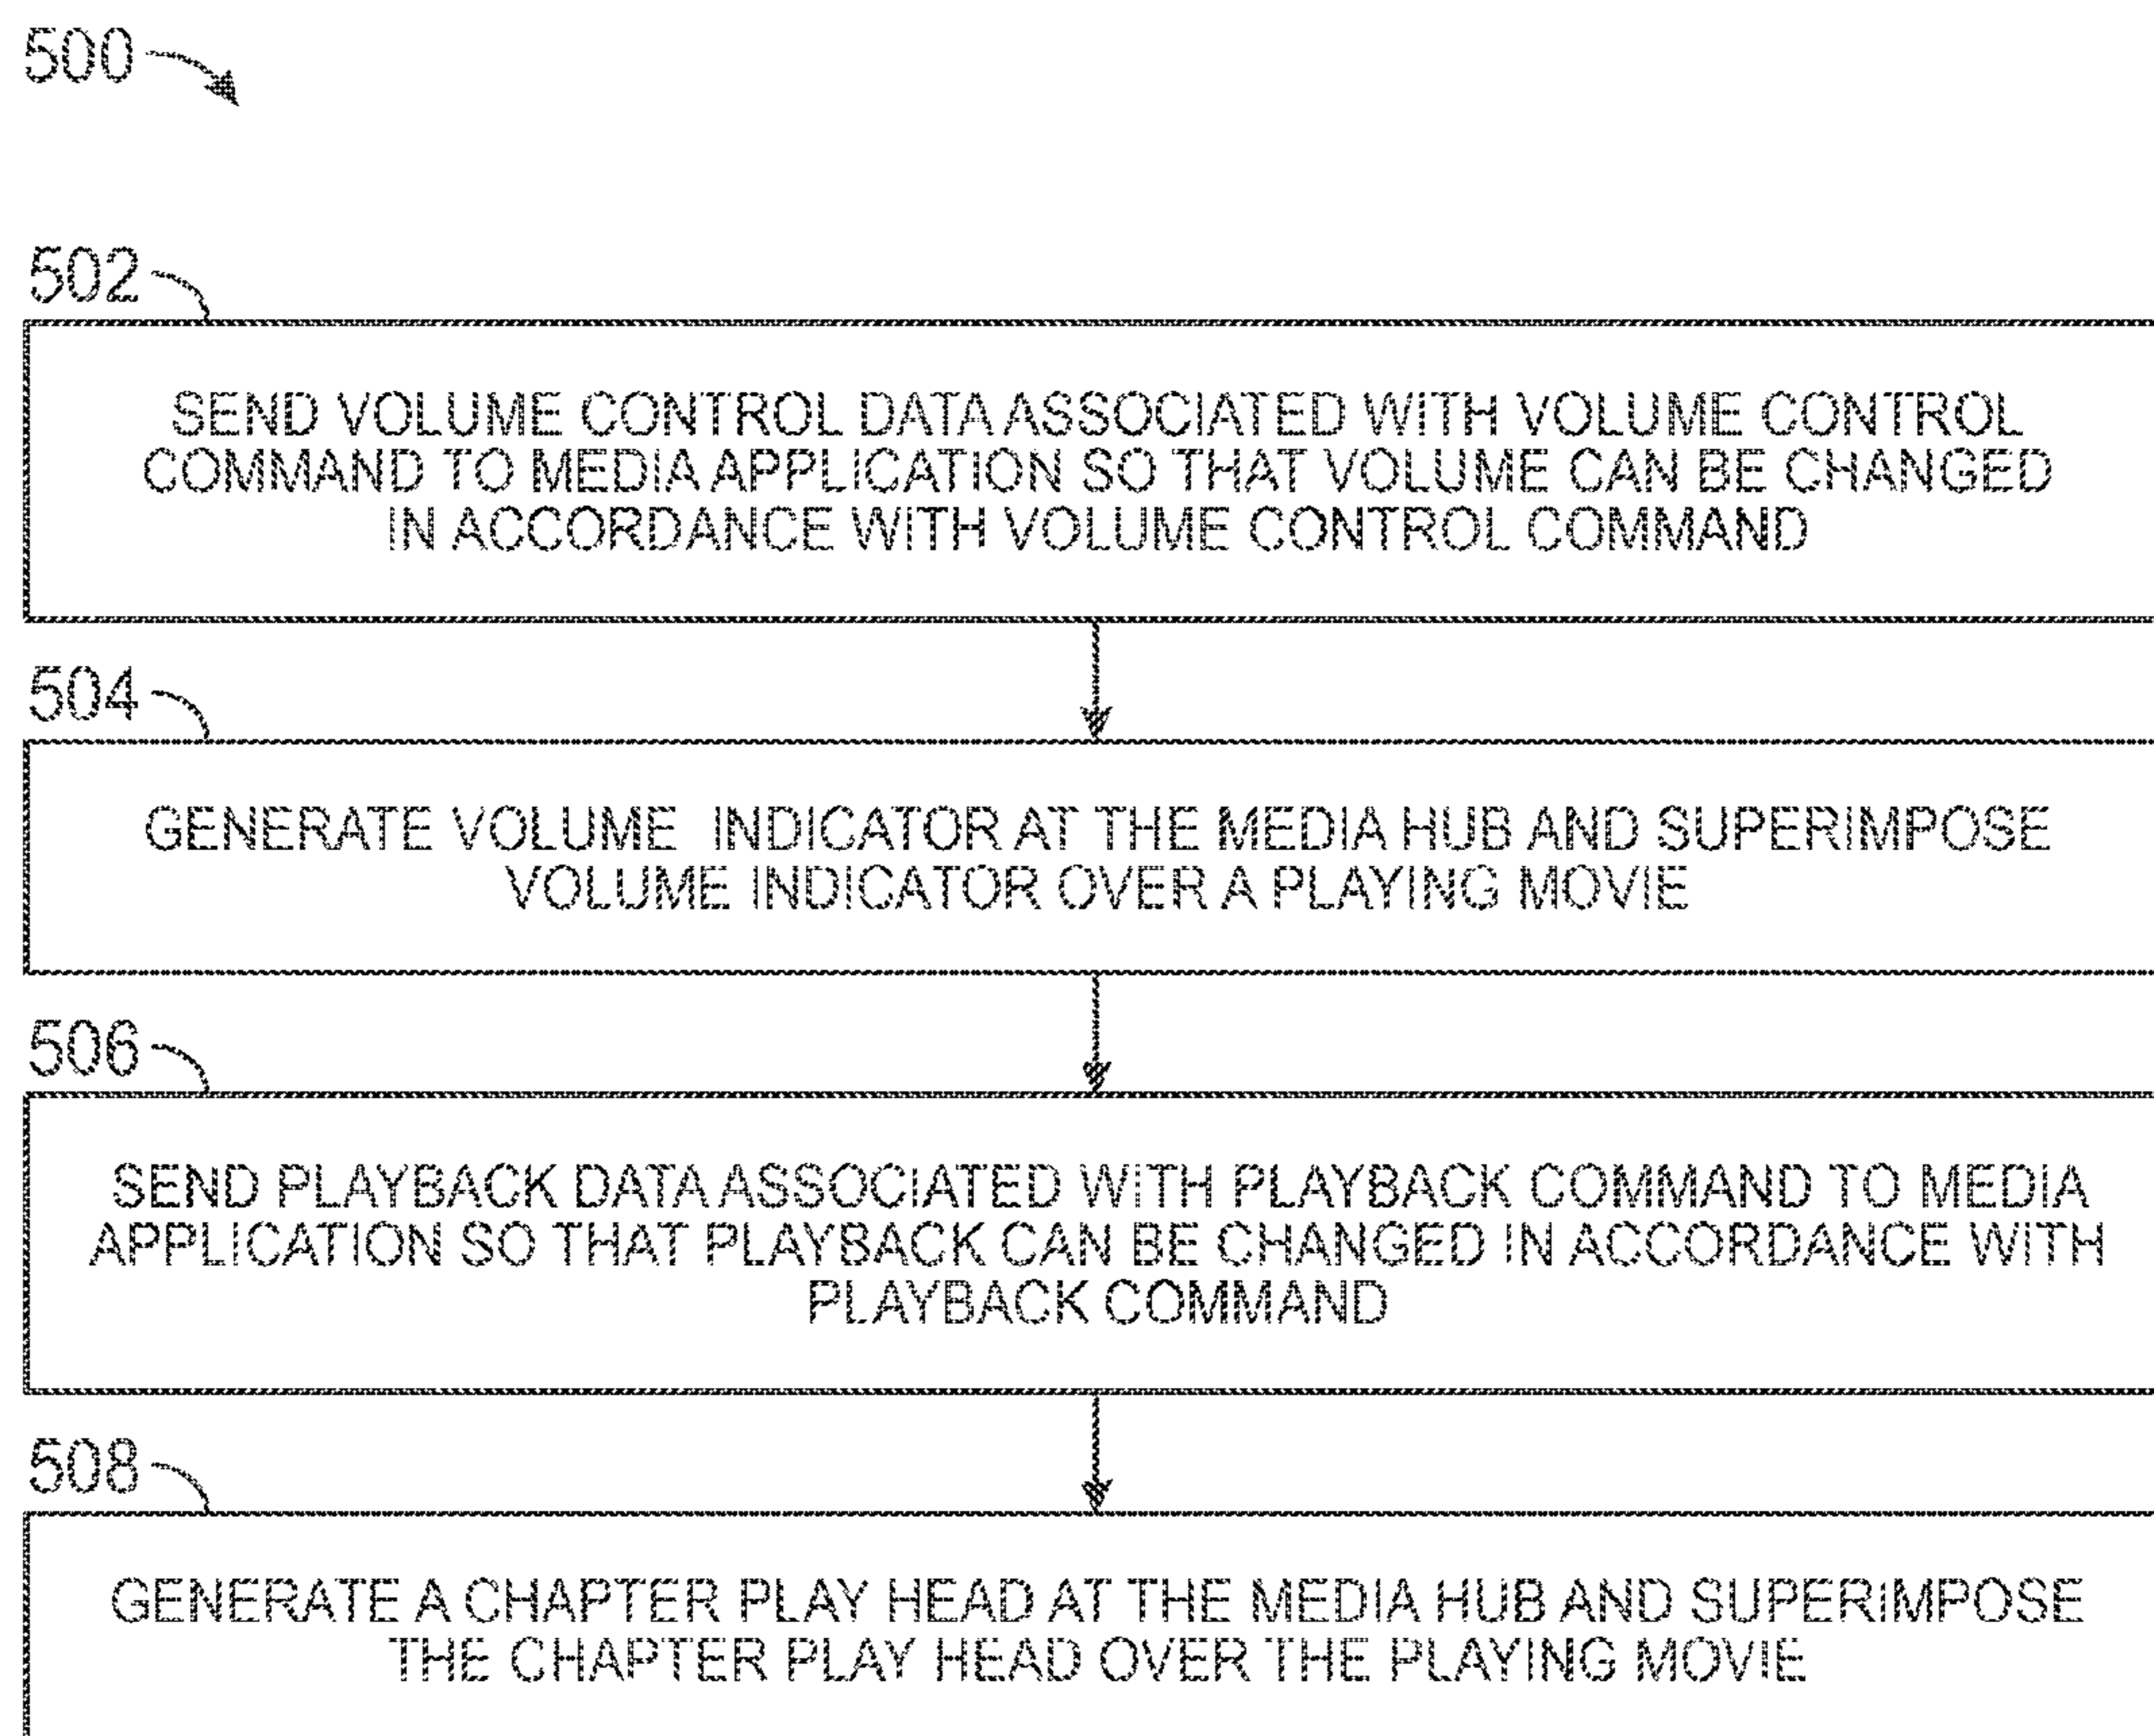 500
502
SEND VOLUME CONTROL DATA ASSOCIATED WITH VOLUME CONTROL
COMMAND TO MEDIA APPLICATION SO THAT VOLUME CAN BE CHANGED
IN ACCORDANCE WITH VOLUME CONTROL COMMAND
504
GENERATE VOLUME INDICATOR AT THE MEDIA HUB AND SUPERIMPOSE
VOLUME INDICATOR OVER A PLAYING MOVIE
506
SEND PLAYBACK DATA ASSOCIATED WITH PLAYBACK COMMAND TO MEDIA
APPLICATION SO THAT PLAYBACK CAN BE CHANGED IN ACCORDANCE WITH
PLAYBACK COMMAND
508
GENERATE A CHAPTER PLAY HEAD AT THE MEDIA HUB AND SUPERIMPOSE
THE CHAPTER PLAY HEAD OVER THE PLAYING MOVIE